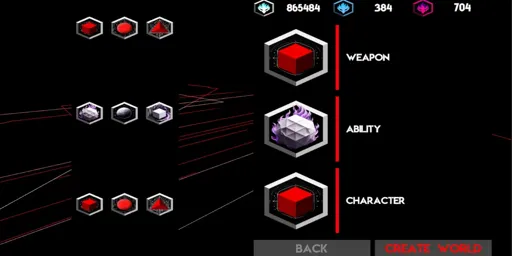 865484 384 704
WEAPON
ABILITY
CHARACTER
BACK CREATE WORLD